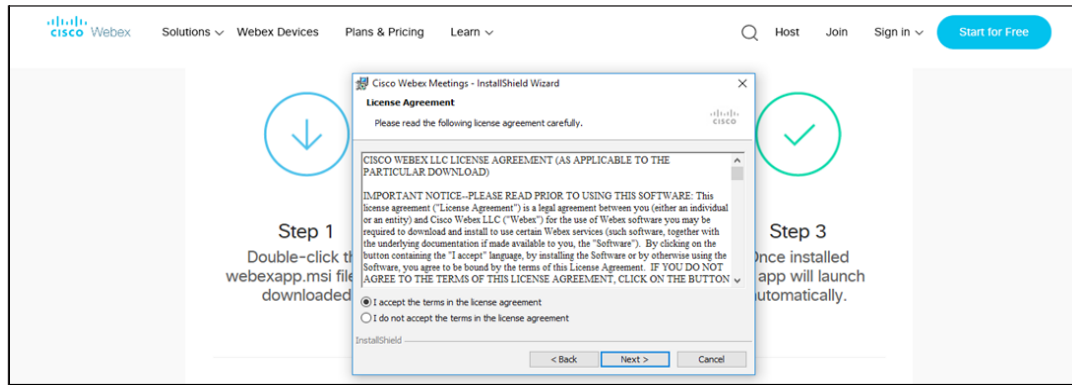 CISCO Webex Solutions Webex Devices Plans & Pricing Learn Host Join Sign in Start for Free
Cisco Webex Meetings - InstallShield Wizard
License Agreement
Please read the following license agreement carefully.
CISCO
CISCO WEBEX LLC LICENSE AGREEMENT (AS APPLICABLE TO THE
PARTICULAR DOWNLOAD)
IMPORTANT NOTICE--PLEASE READ PRIOR TO USING THIS SOFTWARE: This
license agreement ("License Agreement") is a legal agreement between you (either an individual
or an entity) and Cisco Webex LLC ("Webex") for the use of Webex software you may be
required to download and install to use certain Webex services (such software, together with
the underlying documentation if made available to you, the "Software"). By clicking on the
button containing the "I accept" language, by installing the Software or by otherwise using the
Software, you agree to be bound by the terms of this License Agreement. IF YOU DO NOT
AGREE TO THE TERMS OF THIS LICENSE AGREEMENT, CLICK ON THE BUTTON
I accept the terms in the license agreement
I do not accept the terms in the license agreement
InstallShield
< Back Next > Cancel
Step 1
Double-click
webexapp.msi
downloaded
Step 3
installed
app will launch